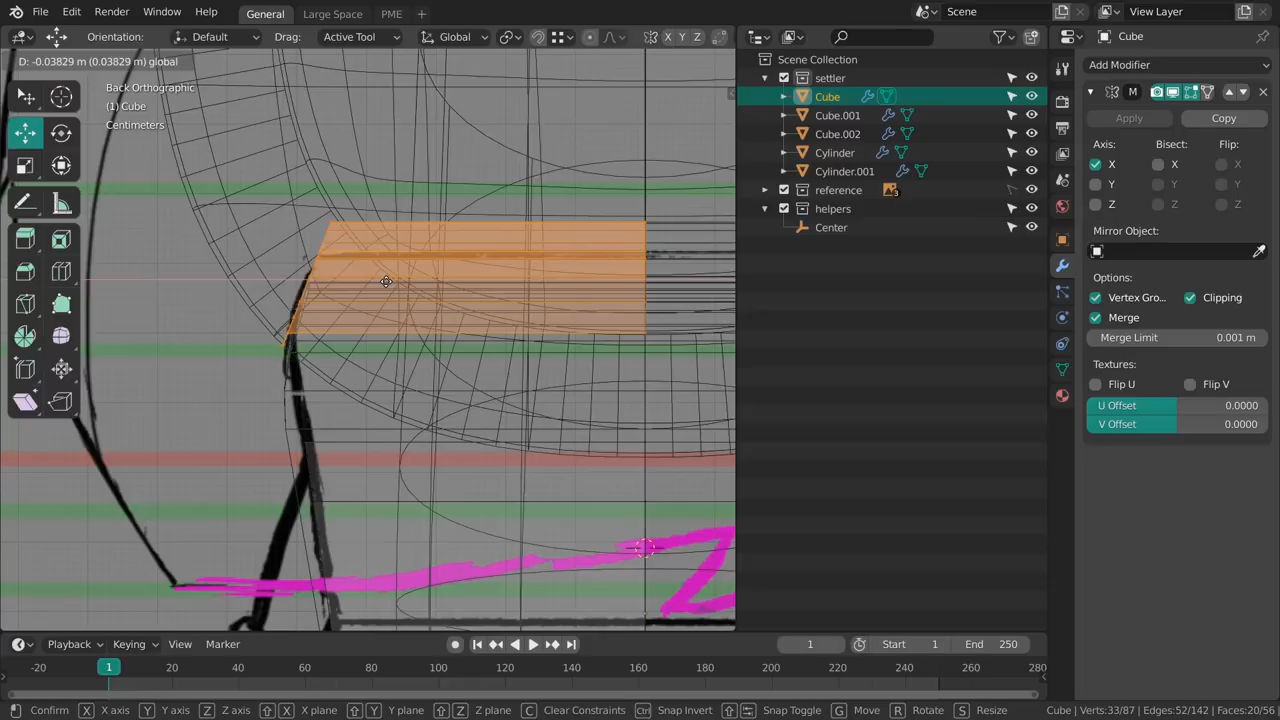 File Edit Render Window Help General Large Space PME + Scene View Layer
Orientation: Default Drag: Active Tool Global X Y Z Cube
D: -0.03829 m (0.03829 m) global
Back Orthographic
(1) Cube
Centimeters
Scene Collection
settler
Cube
Cube.001
Cube.002
Cylinder
Cylinder.001
reference 3
helpers
Center
Add Modifier
M
Apply Copy
Axis: Bisect: Flip:
X X X
Y Y Y
Z Z Z
Mirror Object:
Options:
Vertex Gro... Clipping
Merge
Merge Limit 0.001 m
Textures:
Flip U Flip V
U Offset 0.0000
V Offset 0.0000
Playback Keying View Marker 1 Start 1 End 250
-20 1 20 40 60 80 100 120 140 160 180 200 220 240 260 280
Confirm X X axis Y Y axis Z Z axis X X plane Y Y plane Z Z plane C Clear Constraints Snap Invert Snap Toggle G Move R Rotate S Resize Cube | Verts:33/87 | Edges:52/142 | Faces:20/56